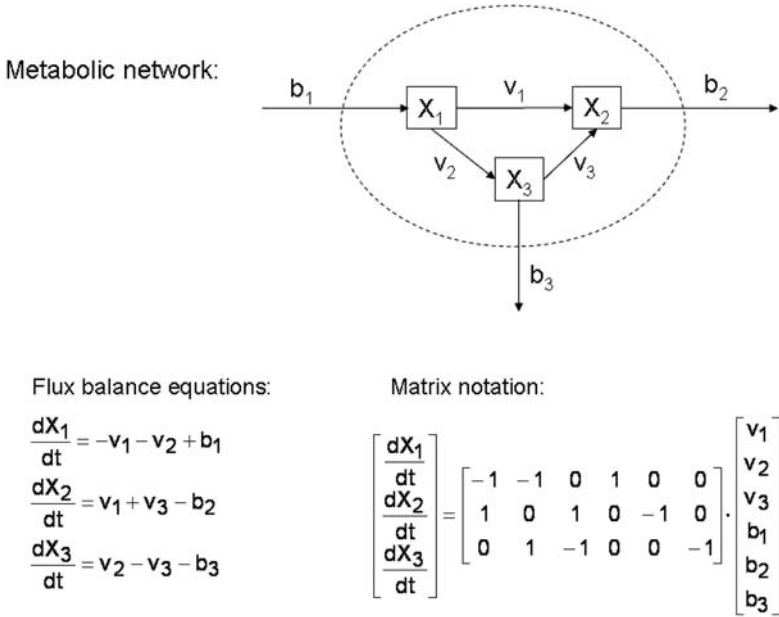 Metabolic network:
b₁
X₁
v₁
X₂
b₂
v₂
X₃
v₃
b₃
Flux balance equations:
dX₁/dt = -v₁ - v₂ + b₁
dX₂/dt = v₁ + v₃ - b₂
dX₃/dt = v₂ - v₃ - b₃
Matrix notation:
[dX₁/dt dX₂/dt dX₃/dt] =
-1 -1 0 1 0 0
1 0 1 0 -1 0
0 1 -1 0 0 -1
·
v₁
v₂
v₃
b₁
b₂
b₃